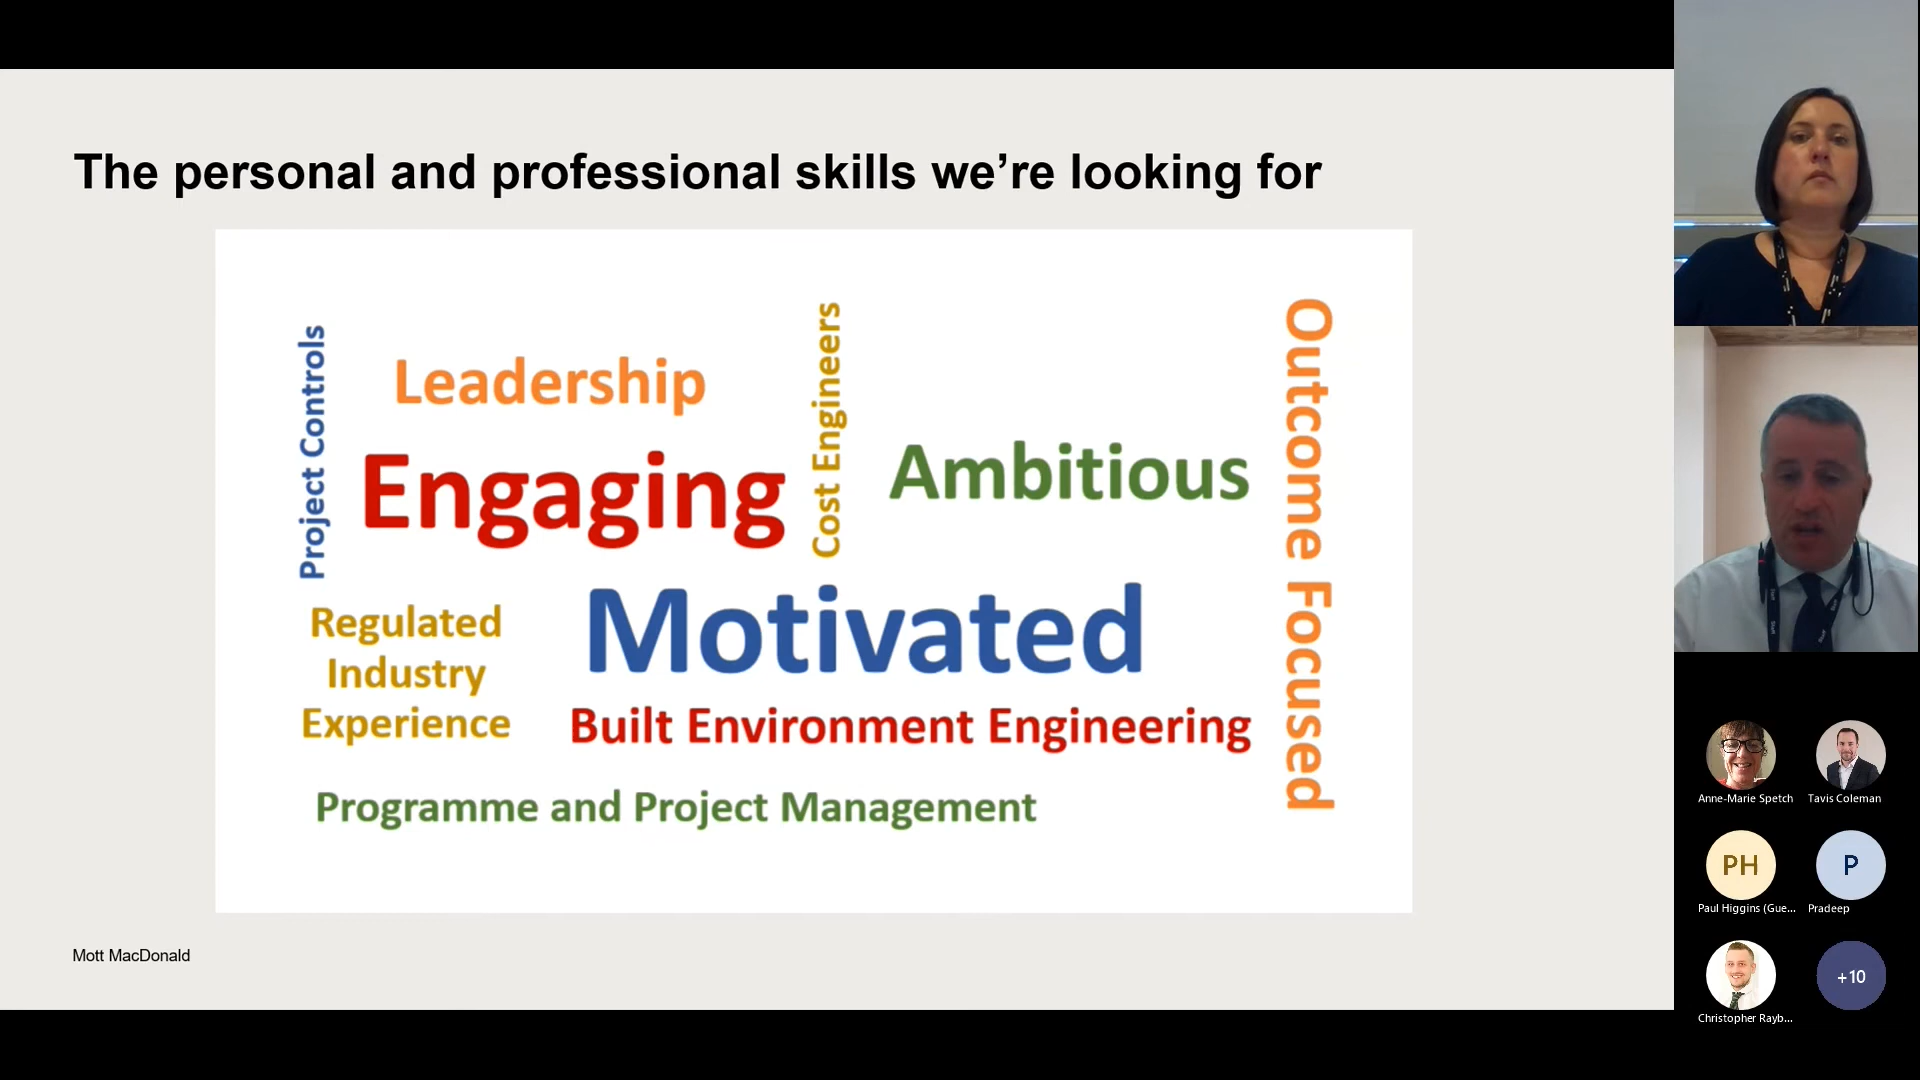 The personal and professional skills we're looking for
Project Controls
Leadership
Engaging
Cost Engineers
Ambitious
Outcome Focused
Regulated
Industry
Experience
Motivated
Built Environment Engineering
Programme and Project Management
Mott MacDonald
Anne-Marie Spetch
Tavis Coleman
PH
Paul Higgins (Gue...
P
Pradeep
Christopher Rayb...
+10